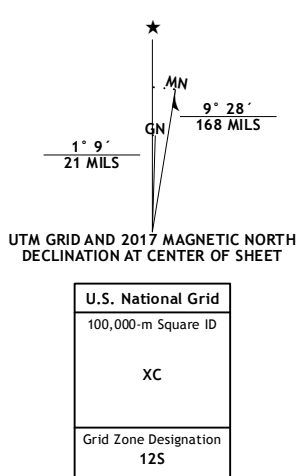 ★
MN
GN
9° 28´
168 MILS
1° 9´
21 MILS
UTM GRID AND 2017 MAGNETIC NORTH
DECLINATION AT CENTER OF SHEET
U.S. National Grid
100,000-m Square ID
XC
Grid Zone Designation
12S